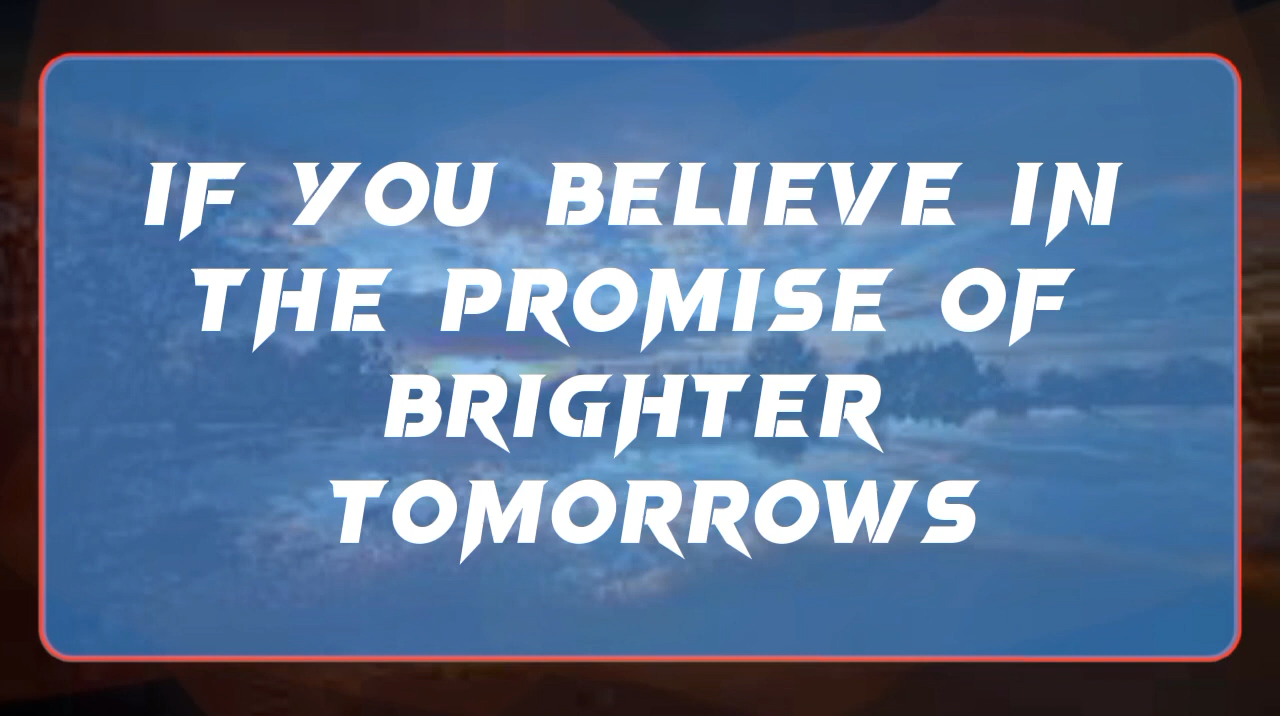 IF YOU BELIEVE IN
THE PROMISE OF
BRIGHTER
TOMORROWS